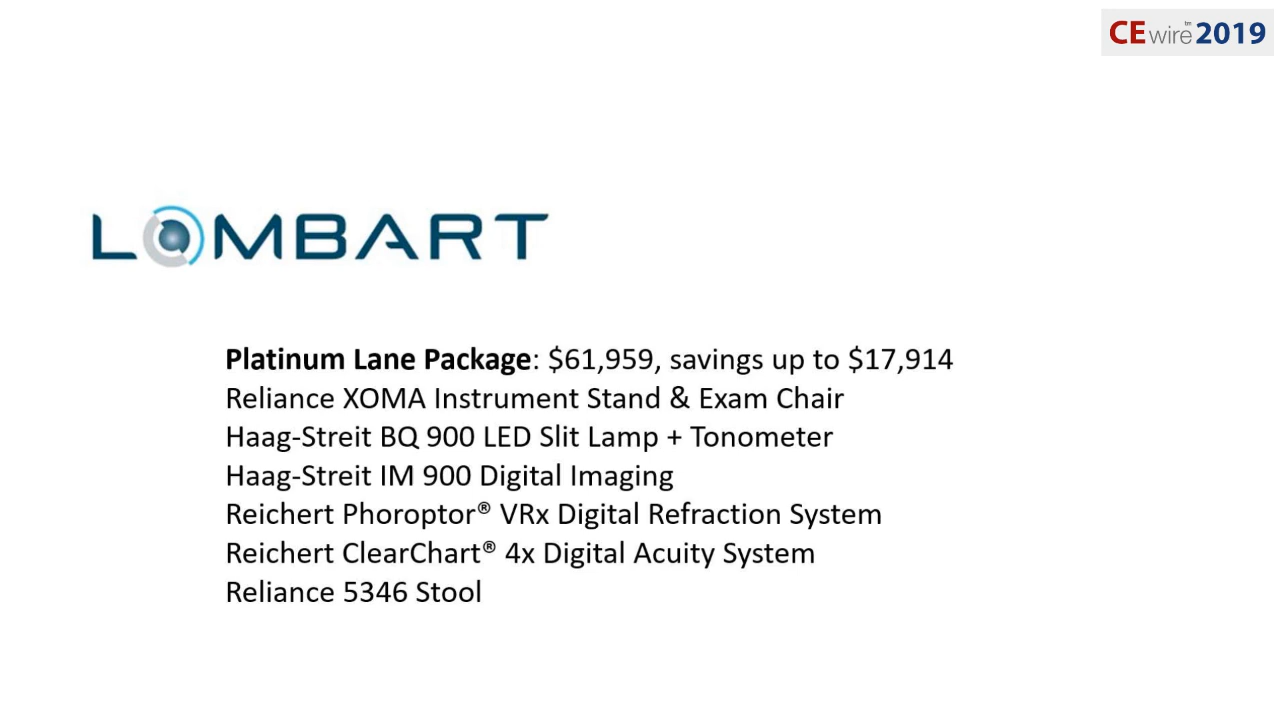 CE wire™ 2019
LOMBART
Platinum Lane Package: $61,959, savings up to $17,914
Reliance XOMA Instrument Stand & Exam Chair
Haag-Streit BQ 900 LED Slit Lamp + Tonometer
Haag-Streit IM 900 Digital Imaging
Reichert Phoroptor® VRx Digital Refraction System
Reichert ClearChart® 4x Digital Acuity System
Reliance 5346 Stool